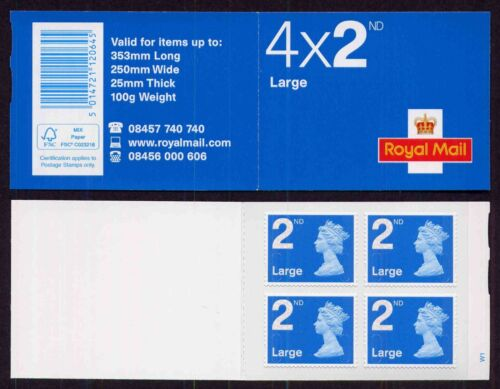 5 014721 120645
MIX
Paper
FSC® C023216
FSC
Certification applies to
Postage Stamps only.
Valid for items up to:
353mm Long
250mm Wide
25mm Thick
100g Weight
08457 740 740
www.royalmail.com
08456 000 606
4x2ND
Large
Royal Mail
2ND
Large
2ND
Large
2ND
Large
2ND
Large
W1